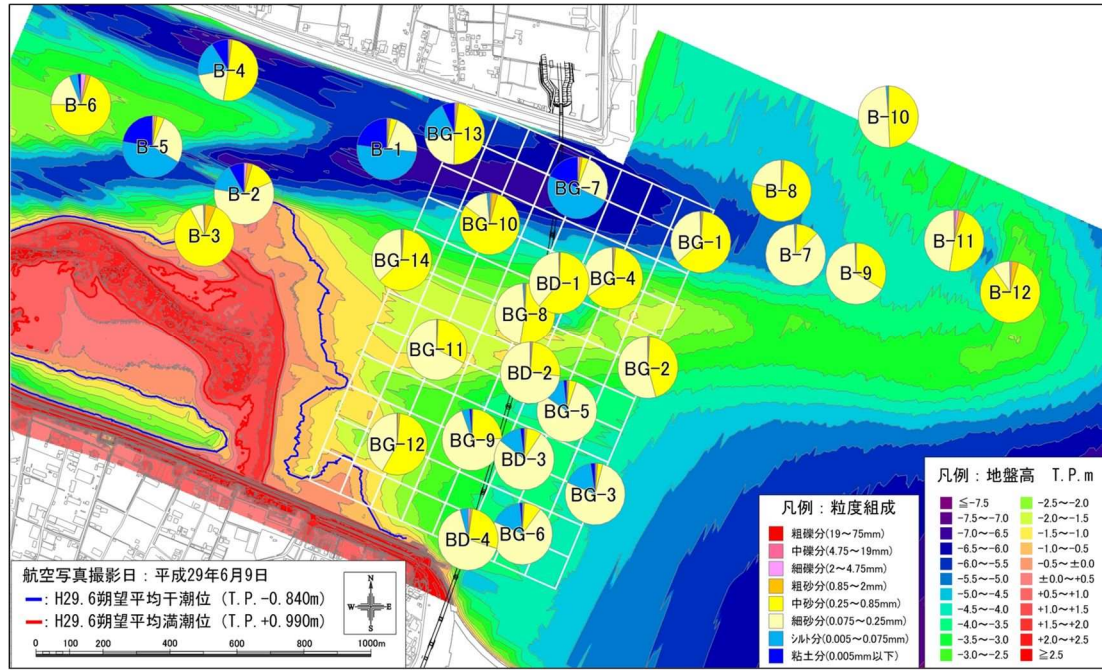 B-4
B-6
B-10
B-5
B-1
BG-13
B-2
BG-7
B-8
B-3
BG-10
BG-1
B-7
B-11
BG-14
BD-1
BG-4
B-9
B-12
BG-8
BG-11
BD-2
BG-2
BG-5
BG-12
BG-9
BD-3
BG-3
BD-4
BG-6
航空写真撮影日：平成29年6月9日
：H29.6朔望平均干潮位 (T.P.-0.840m)
：H29.6朔望平均満潮位 (T.P.+0.990m)
N
W E
S
0 100 200 300 400 500 1000m
凡例：粒度組成
粗礫分(19～75mm)
中礫分(4.75～19mm)
細礫分(2～4.75mm)
粗砂分(0.85～2mm)
中砂分(0.25～0.85mm)
細砂分(0.075～0.25mm)
シルト分(0.005～0.075mm)
粘土分(0.005mm以下)
凡例：地盤高 T.P.m
≦-7.5
-7.5～-7.0
-7.0～-6.5
-6.5～-6.0
-6.0～-5.5
-5.5～-5.0
-5.0～-4.5
-4.5～-4.0
-4.0～-3.5
-3.5～-3.0
-3.0～-2.5
-2.5～-2.0
-2.0～-1.5
-1.5～-1.0
-1.0～-0.5
-0.5～±0.0
±0.0～+0.5
+0.5～+1.0
+1.0～+1.5
+1.5～+2.0
+2.0～+2.5
≧2.5